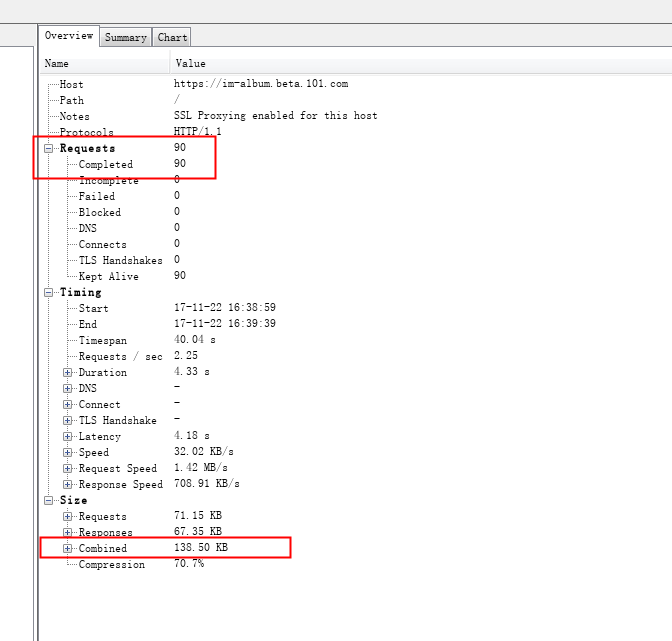 Overview Summary Chart
Name Value
Host https://im-album.beta.101.com
Path /
Notes SSL Proxying enabled for this host
Protocols HTTP/1.1
Requests 90
Completed 90
Incomplete 0
Failed 0
Blocked 0
DNS 0
Connects 0
TLS Handshakes 0
Kept Alive 90
Timing
Start 17-11-22 16:38:59
End 17-11-22 16:39:39
Timespan 40.04 s
Requests / sec 2.25
Duration 4.33 s
DNS -
Connect -
TLS Handshake -
Latency 4.18 s
Speed 32.02 KB/s
Request Speed 1.42 MB/s
Response Speed 708.91 KB/s
Size
Requests 71.15 KB
Responses 67.35 KB
Combined 138.50 KB
Compression 70.7%